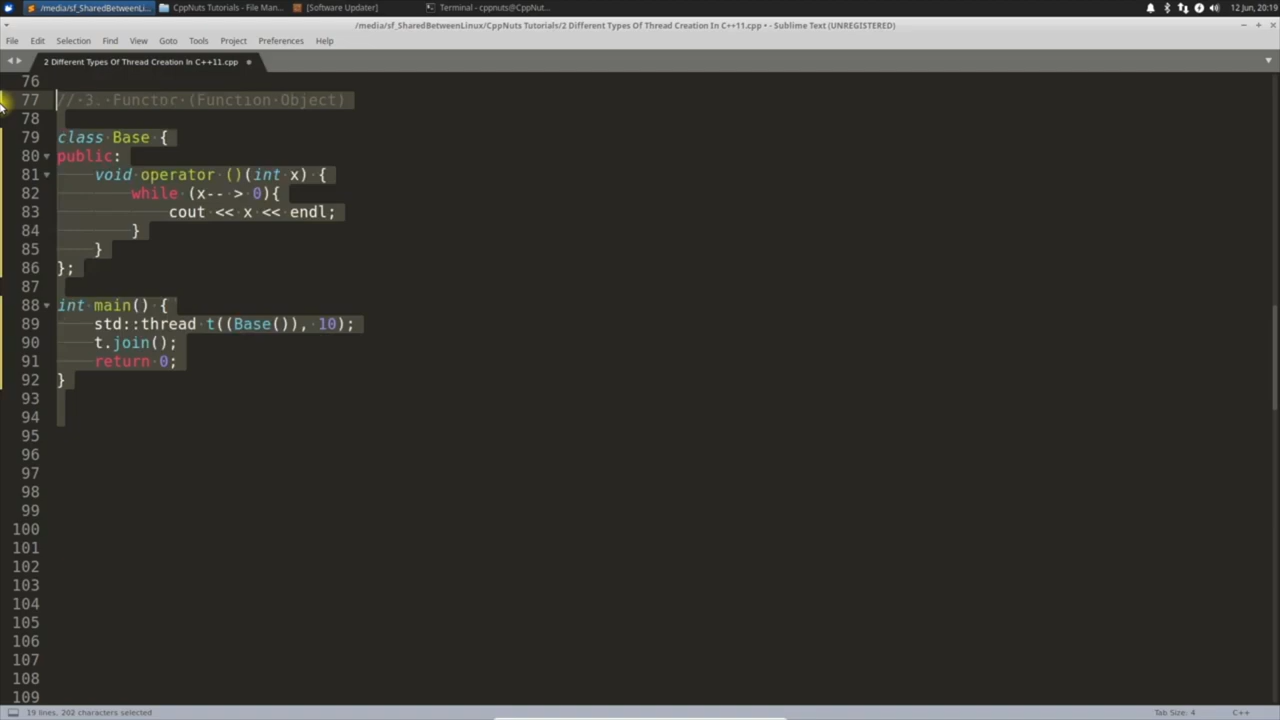 /media/sf_SharedBetweenLi... CppNuts Tutorials - File Man... [Software Updater] Terminal - cppnuts@CppNut... 12 Jun, 20:19
/media/sf_SharedBetweenLinux/CppNuts Tutorials/2 Different Types Of Thread Creation In C++11.cpp • - Sublime Text (UNREGISTERED)
File Edit Selection Find View Goto Tools Project Preferences Help
2 Different Types Of Thread Creation In C++11.cpp
76
77 // 3. Functor (Function Object)
78
79 class Base {
80 public:
81 void operator ()(int x) {
82 while (x-- > 0){
83 cout << x << endl;
84 }
85 }
86 };
87
88 int main() {
89 std::thread t((Base()), 10);
90 t.join();
91 return 0;
92 }
93
94
95
96
97
98
99
100
101
102
103
104
105
106
107
108
109
19 lines, 202 characters selected Tab Size: 4 C++